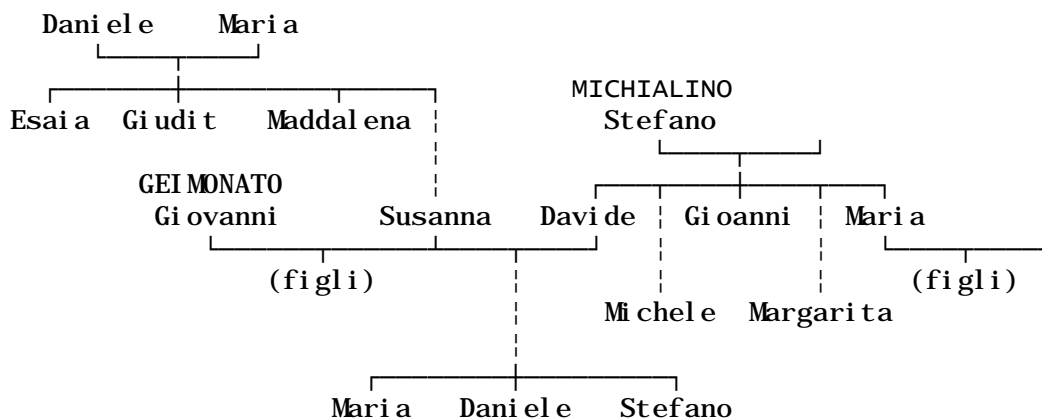 Daniele Maria
MICHIALINO
Esaia Giudit Maddalena Stefano
GEIMONATO
Giovanni Susanna Davide Gioanni Maria
(figli) (figli)
Michele Margarita
Maria Daniele Stefano